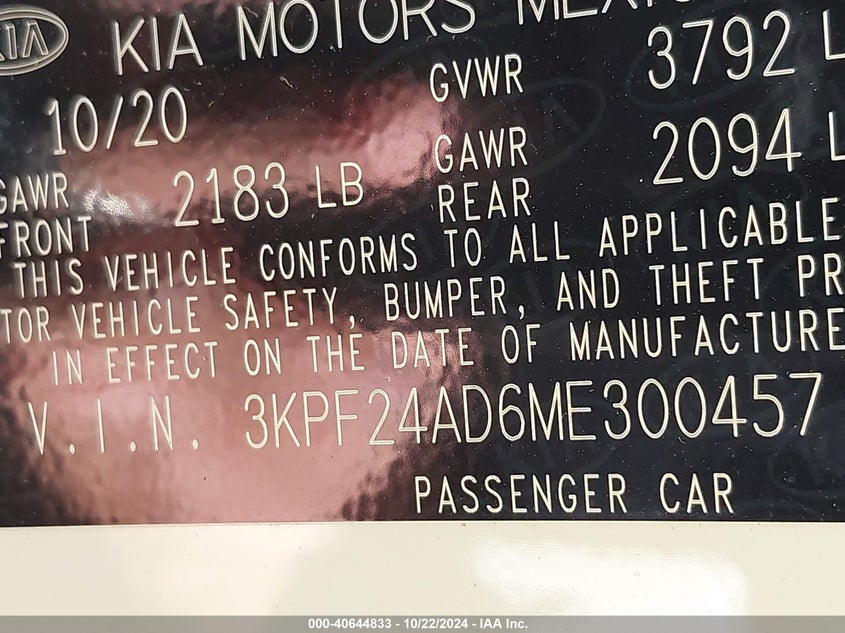 KIA KIA MOTORS MEXICO
10/20 GVWR 3792 L
GAWR FRONT 2183 LB GAWR REAR 2094 L
THIS VEHICLE CONFORMS TO ALL APPLICABLE
TOR VEHICLE SAFETY, BUMPER, AND THEFT PR
IN EFFECT ON THE DATE OF MANUFACTURE
V.I.N. 3KPF24AD6ME300457
PASSENGER CAR
000-40644833 - 10/22/2024 - IAA Inc.